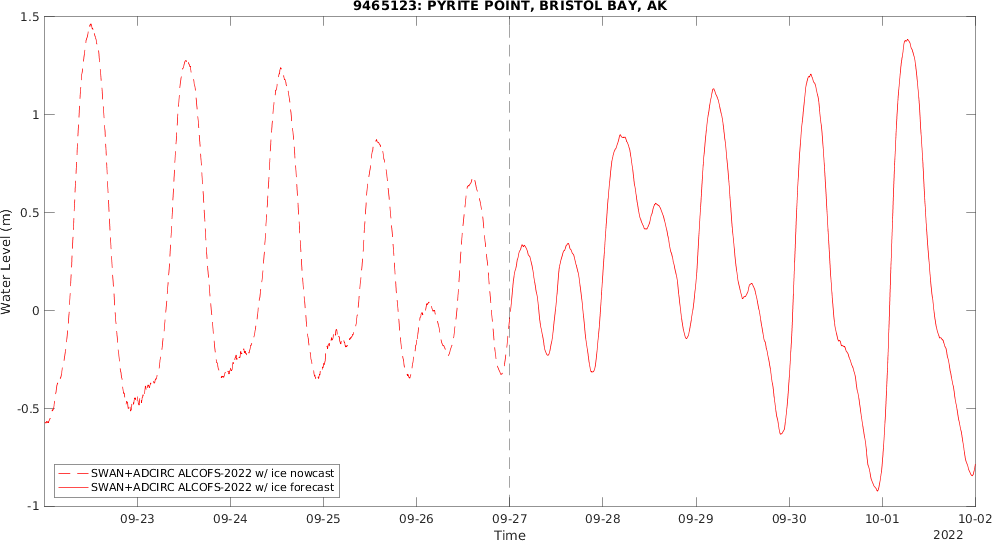 9465123: PYRITE POINT, BRISTOL BAY, AK
1.5
1
0.5
0
-0.5
-1
Water Level (m)
SWAN+ADCIRC ALCOFS-2022 w/ ice nowcast
SWAN+ADCIRC ALCOFS-2022 w/ ice forecast
09-23 09-24 09-25 09-26 09-27 09-28 09-29 09-30 10-01 10-02
Time
2022